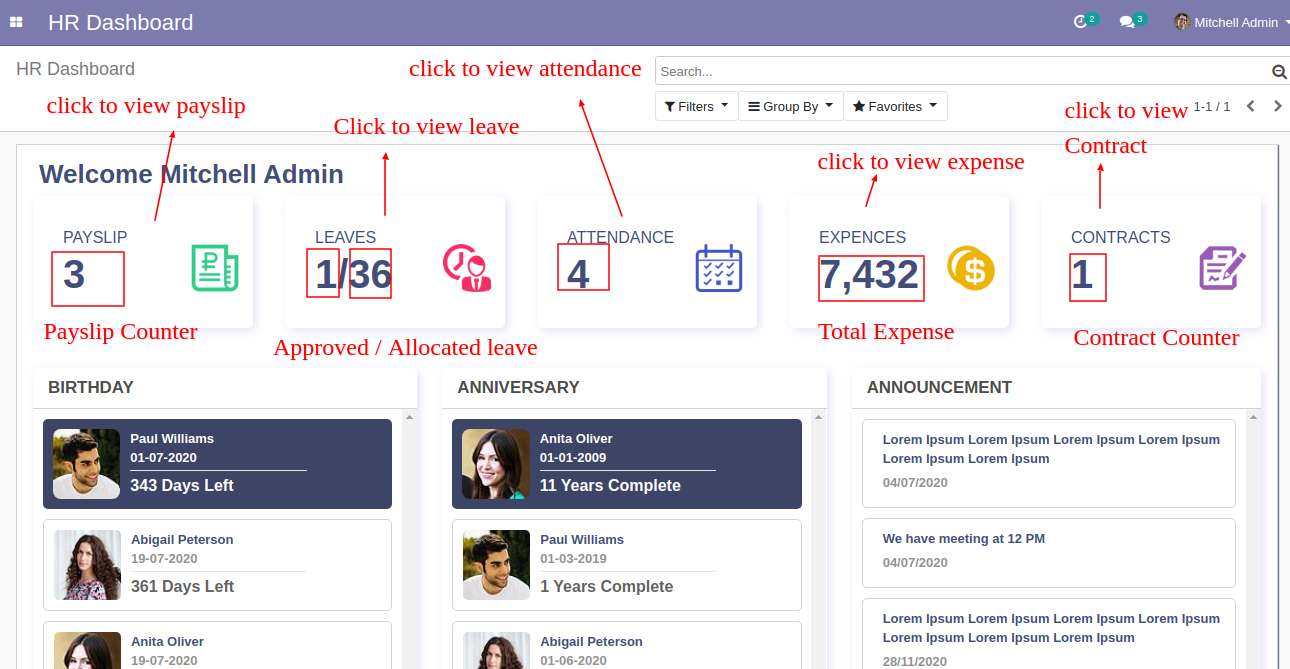 HR Dashboard
2
3
Mitchell Admin
HR Dashboard
click to view attendance
Search...
click to view payslip
Filters
Group By
Favorites
click to view
1-1 / 1
Click to view leave
Contract
click to view expense
Welcome Mitchell Admin
PAYSLIP
3
LEAVES
1/36
ATTENDANCE
4
EXPENCES
7,432
CONTRACTS
1
Payslip Counter
Approved / Allocated leave
Total Expense
Contract Counter
BIRTHDAY
Paul Williams
01-07-2020
343 Days Left
Abigail Peterson
19-07-2020
361 Days Left
Anita Oliver
19-07-2020
ANNIVERSARY
Anita Oliver
01-01-2009
11 Years Complete
Paul Williams
01-03-2019
1 Years Complete
Abigail Peterson
01-06-2020
ANNOUNCEMENT
Lorem Ipsum Lorem Ipsum Lorem Ipsum Lorem Ipsum
Lorem Ipsum Lorem Ipsum
04/07/2020
We have meeting at 12 PM
04/07/2020
Lorem Ipsum Lorem Ipsum Lorem Ipsum Lorem Ipsum
Lorem Ipsum Lorem Ipsum Lorem Ipsum
28/11/2020